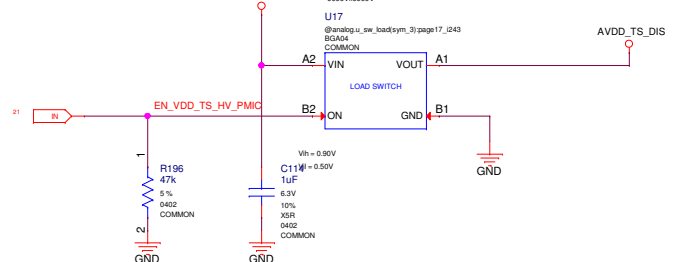 U17
@analog.u_sw_load(sym_3):page17_i243
BGA04
COMMON
AVDD_TS_DIS
A2
VIN
VOUT
A1
LOAD SWITCH
21
IN
EN_VDD_TS_HV_PMIC
B2
ON
GND
B1
Vih = 0.90V
Vil = 0.50V
GND
1
R196
47k
5 %
0402
COMMON
2
C114
1uF
6.3V
10%
X5R
0402
COMMON
GND
GND